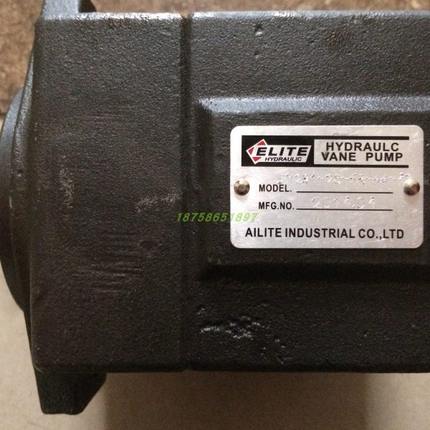 ELITE
HYDRAULIC
HYDRAULC
VANE PUMP
MODEL.
MFG.NO.
AILITE INDUSTRIAL CO.,LTD
18758651897